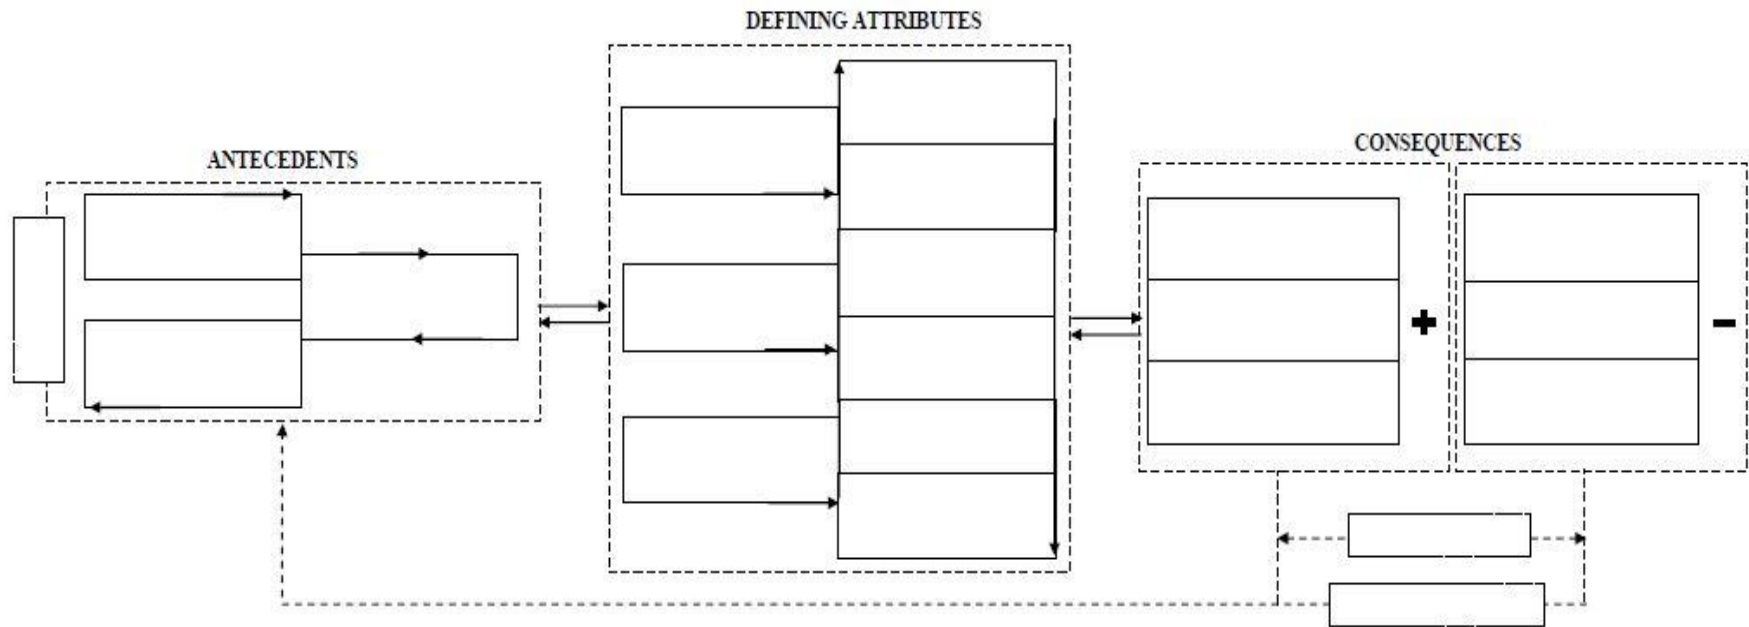 DEFINING ATTRIBUTES
ANTECEDENTS
CONSEQUENCES
+
-